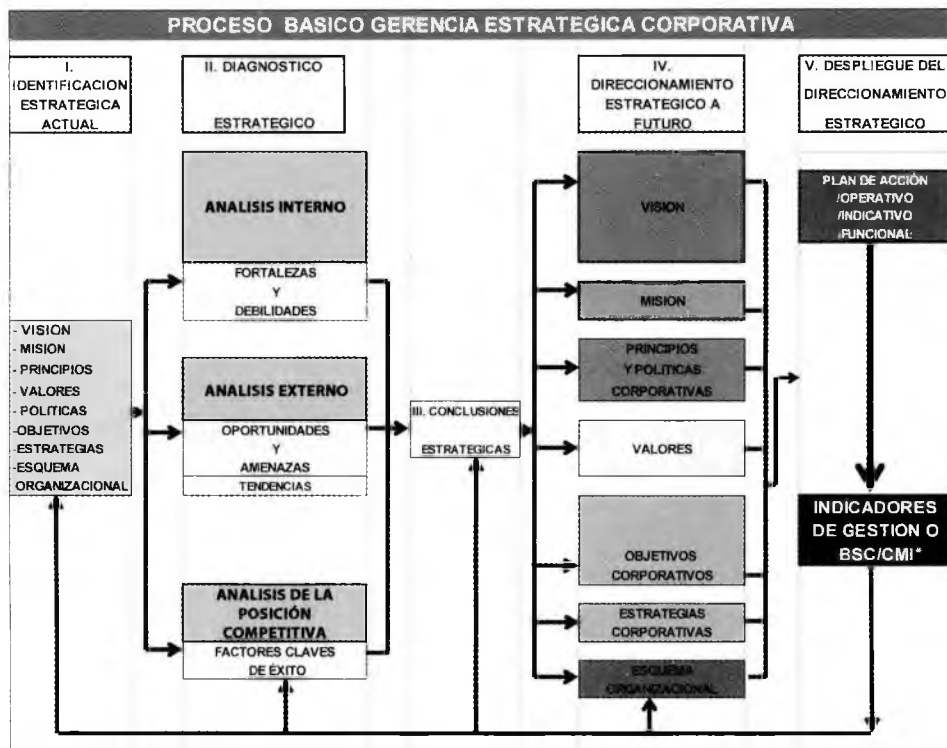 PROCESO BASICO GERENCIA ESTRATEGICA CORPORATIVA
I.
IDENTIFICACION
ESTRATEGICA
ACTUAL
II. DIAGNOSTICO
ESTRATEGICO
IV.
DIRECCIONAMIENTO
ESTRATEGICO A
FUTURO
V. DESPLIEGUE DEL
DIRECCIONAMIENTO
ESTRATEGICO
- VISION
- MISION
- PRINCIPIOS
- VALORES
- POLITICAS
-OBJETIVOS
-ESTRATEGIAS
-ESQUEMA
ORGANIZACIONAL
ANALISIS INTERNO
FORTALEZAS
Y
DEBILIDADES
ANALISIS EXTERNO
OPORTUNIDADES
Y
AMENAZAS
TENDENCIAS
ANALISIS DE LA
POSICIÓN
COMPETITIVA
FACTORES CLAVES
DE ÉXITO
III. CONCLUSIONES
ESTRATEGICAS
VISION
MISION
PRINCIPIOS
Y POLITICAS
CORPORATIVAS
VALORES
OBJETIVOS
CORPORATIVOS
ESTRATEGIAS
CORPORATIVAS
ESQUEMA
ORGANIZACIONAL
PLAN DE ACCIÓN
/OPERATIVO
/INDICATIVO
/FUNCIONAL
INDICADORES
DE GESTION O
BSC/CMI*